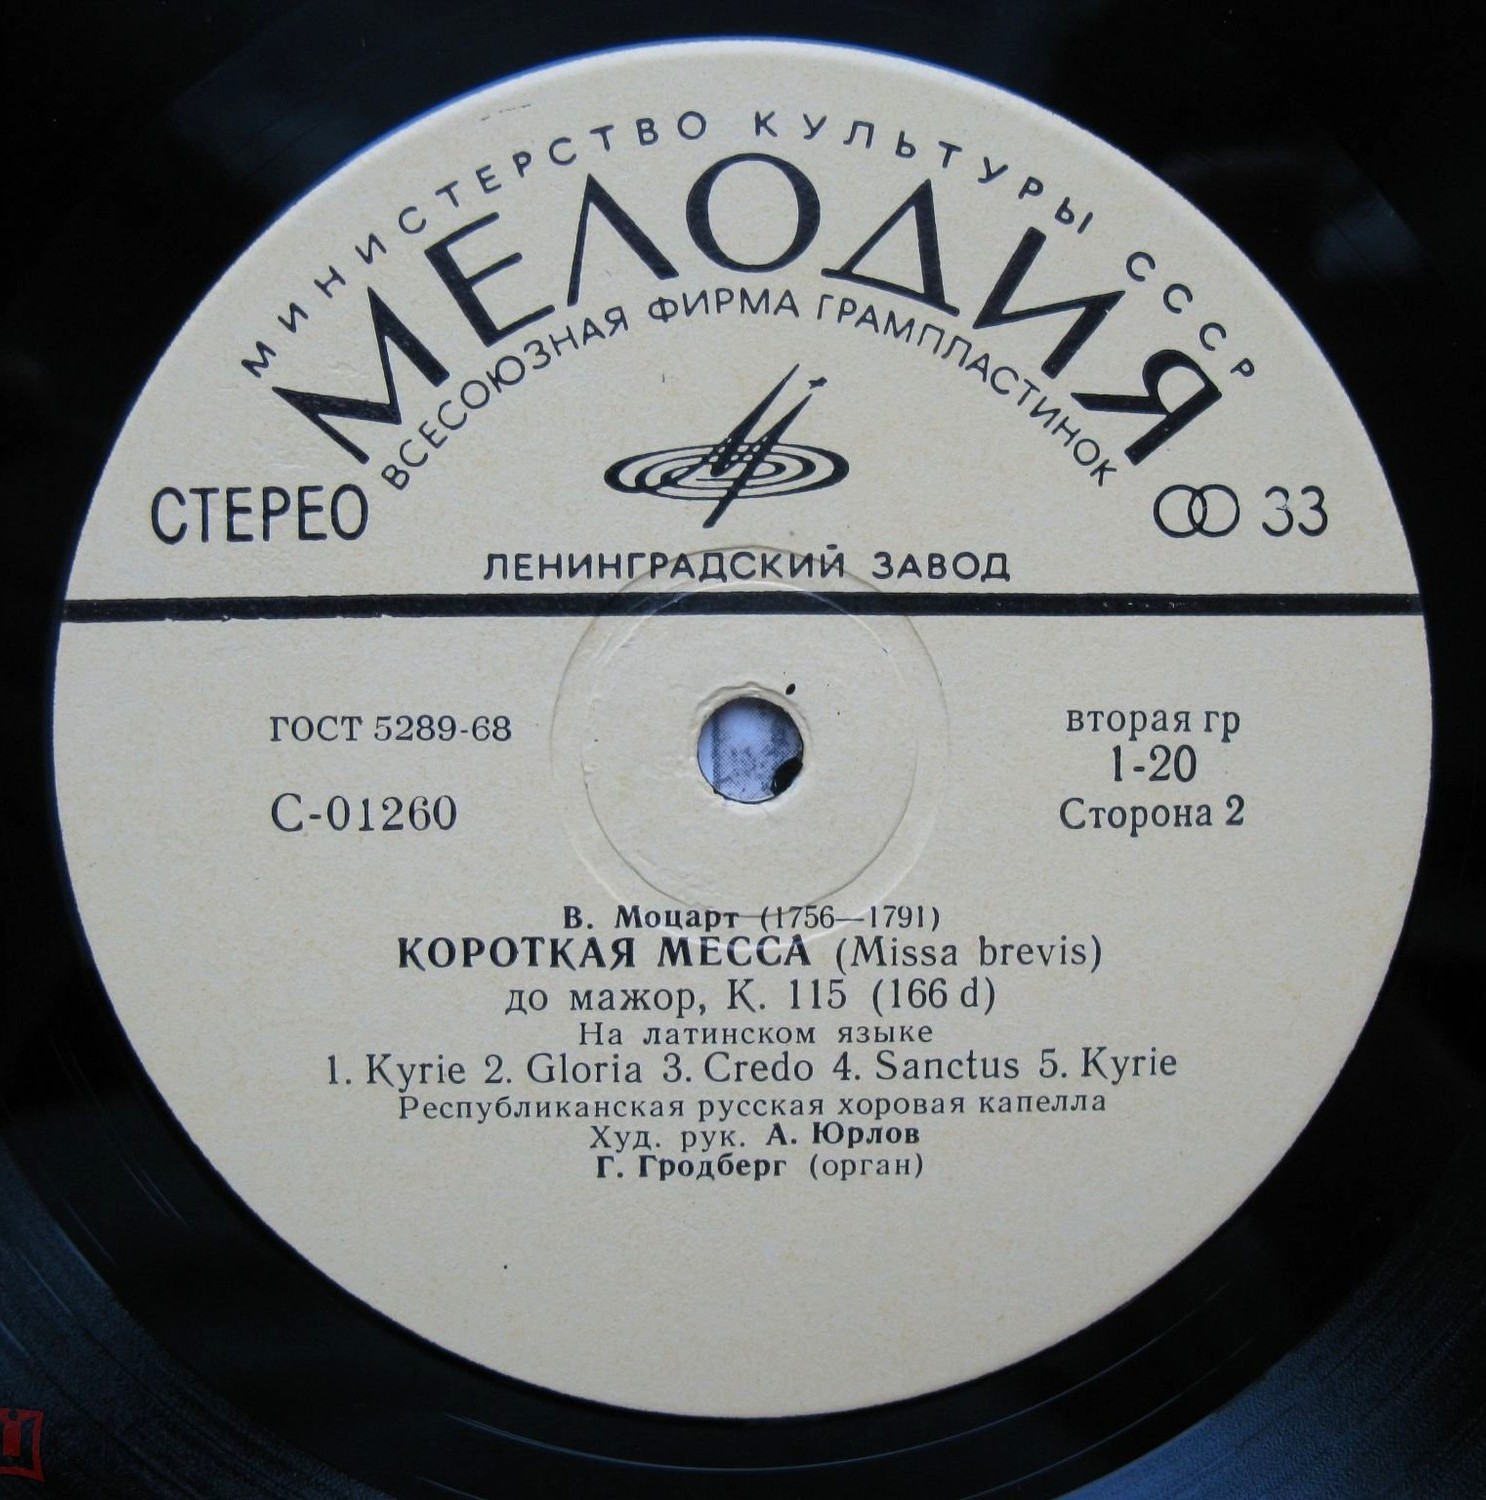 МИНИСТЕРСТВО КУЛЬТУРЫ СССР
МЕЛОДИЯ
ВСЕСОЮЗНАЯ ФИРМА ГРАМПЛАСТИНОК
СТЕРЕО
33
ЛЕНИНГРАДСКИЙ ЗАВОД
ГОСТ 5289-68
вторая гр
1-20
С-01260
Сторона 2
В. Моцарт (1756—1791)
КОРОТКАЯ МЕССА (Missa brevis)
до мажор, К. 115 (166 d)
На латинском языке
1. Kyrie 2. Gloria 3. Credo 4. Sanctus 5. Kyrie
Республиканская русская хоровая капелла
Худ. рук. А. Юрлов
Г. Гродберг (орган)